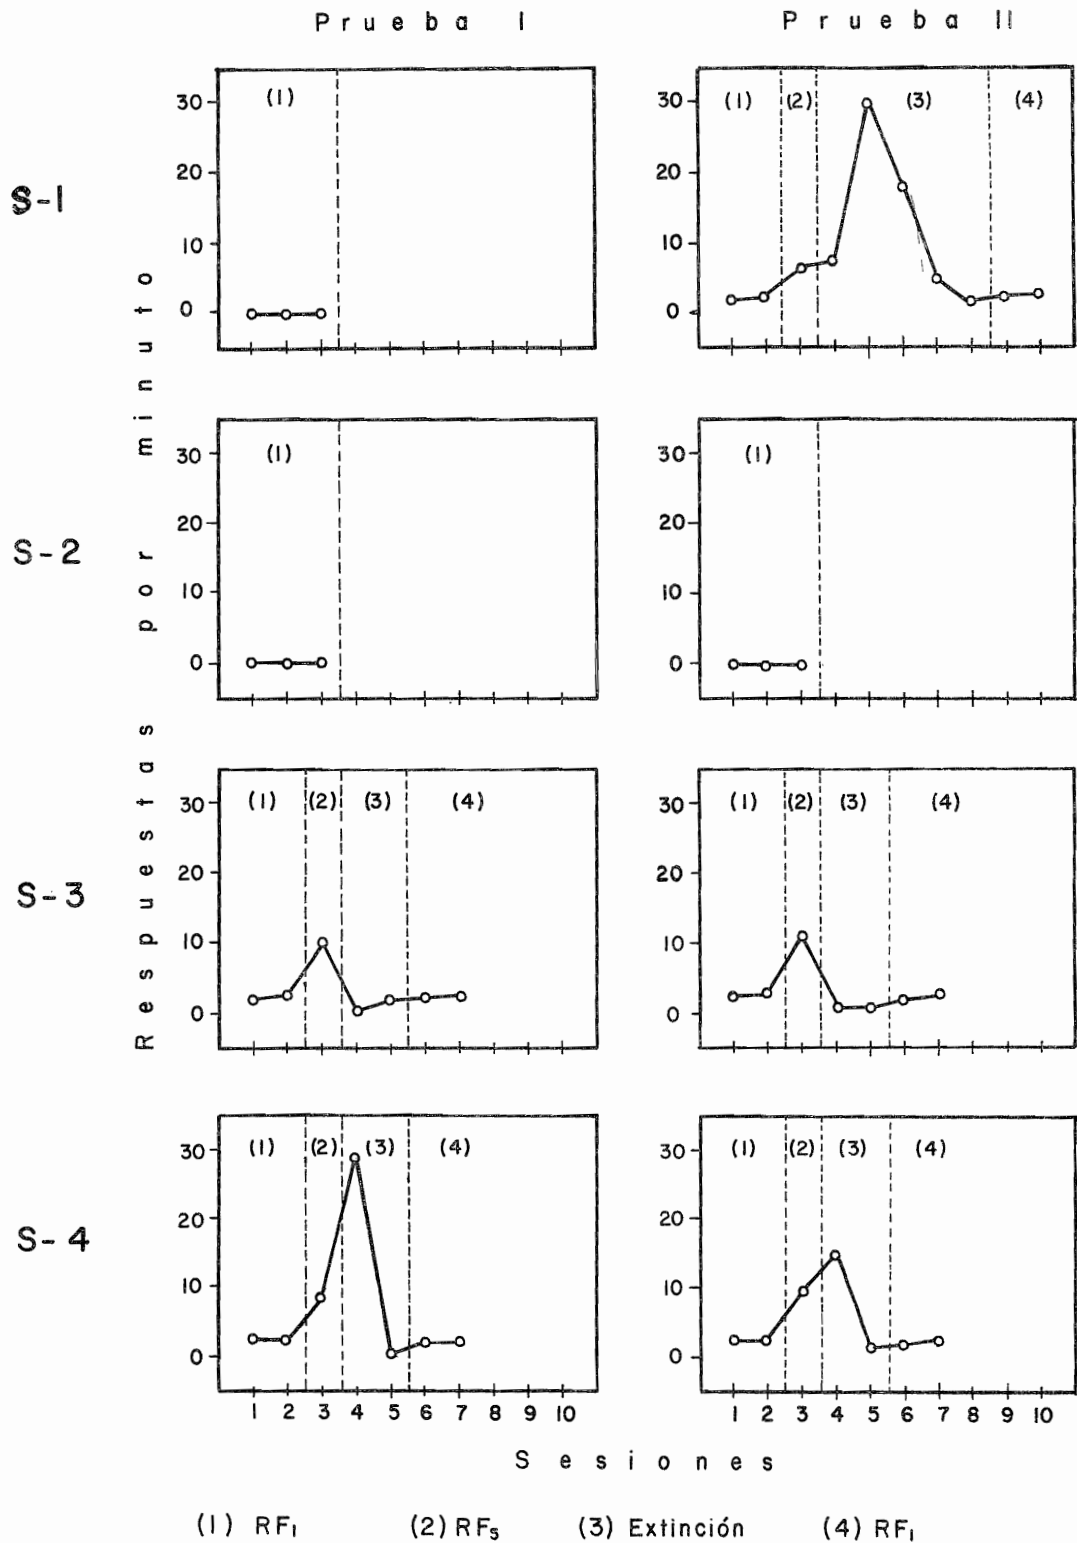 Prueba I
Prueba II
S-1
(1)
30
20
10
0
(1) (2) (3) (4)
30
20
10
0
S-2
(1)
30
20
10
0
(1)
30
20
10
0
S-3
(1) (2) (3) (4)
30
20
10
0
(1) (2) (3) (4)
30
20
10
0
S-4
(1) (2) (3) (4)
30
20
10
0
(1) (2) (3) (4)
30
20
10
0
Respuestas por minuto
1 2 3 4 5 6 7 8 9 10
1 2 3 4 5 6 7 8 9 10
Sesiones
(1) RF₁ (2) RF₅ (3) Extinción (4) RF₁